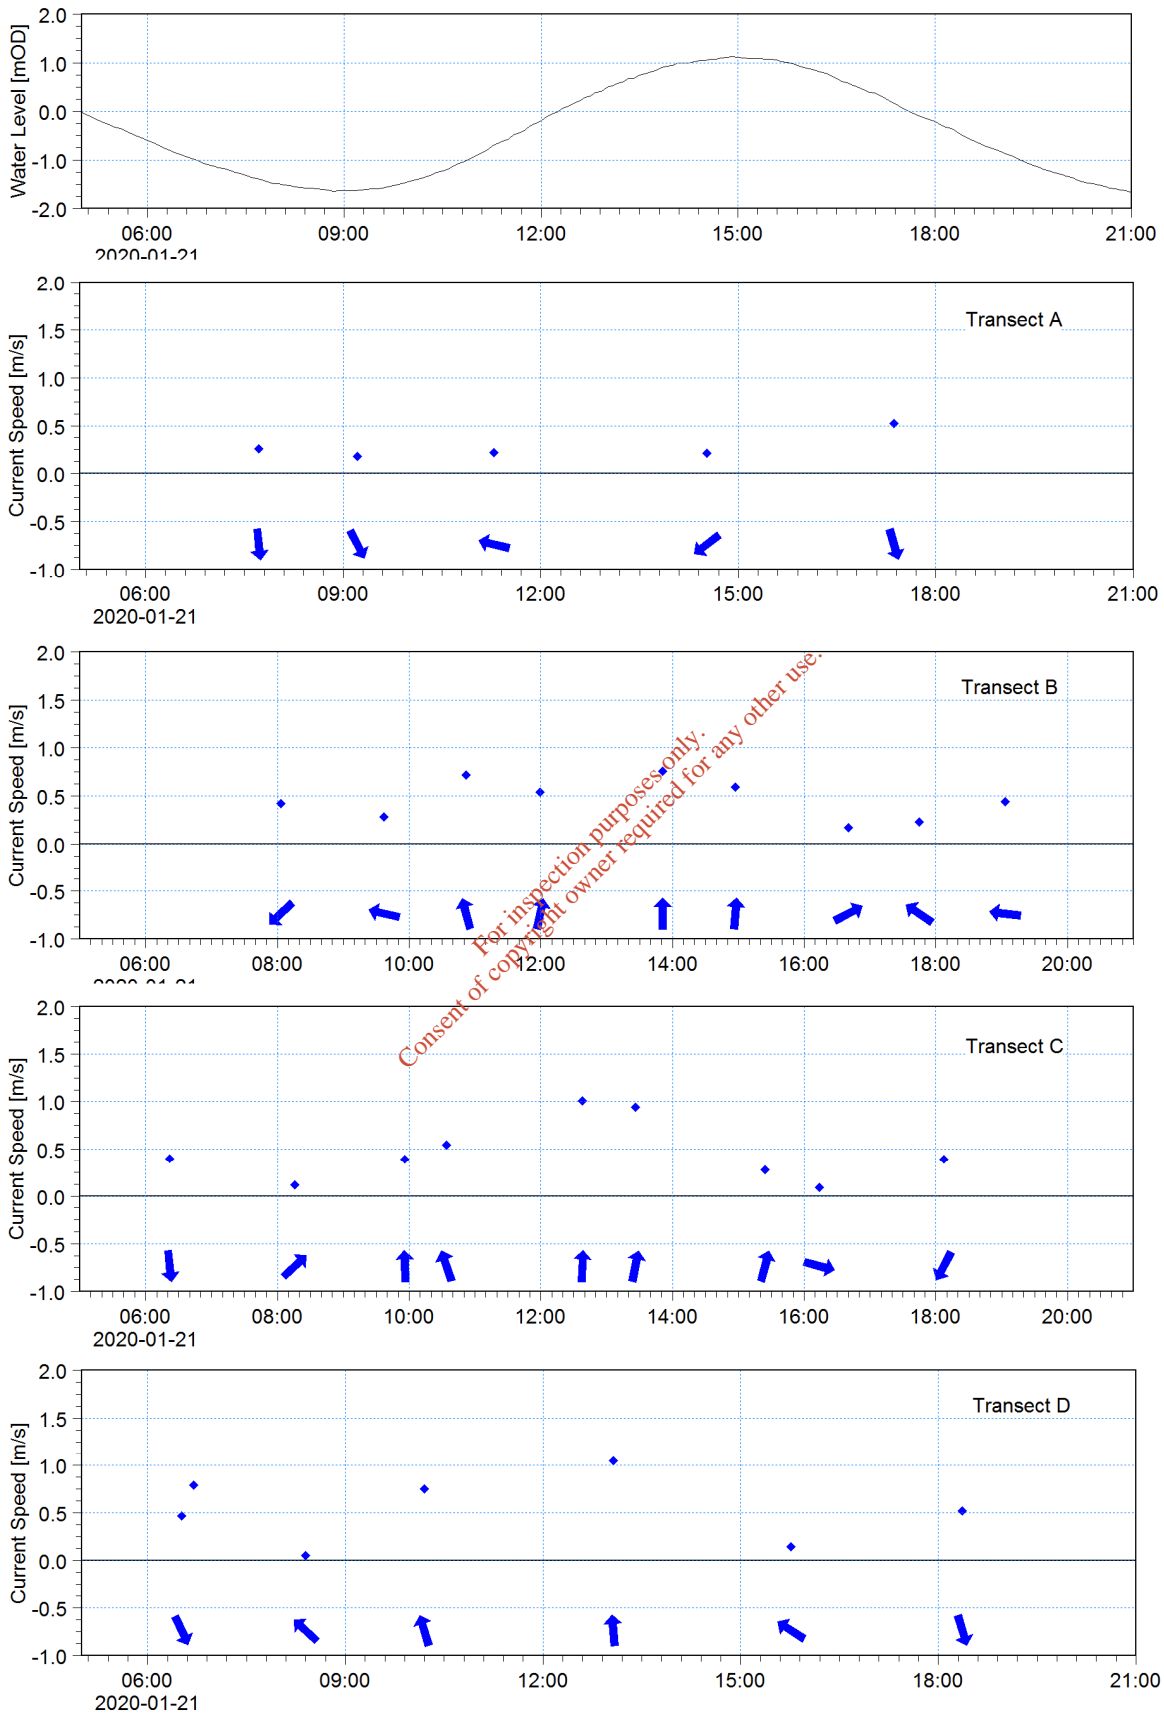 2.0
1.0
0.0
-1.0
-2.0
Water Level [mOD]
06:00 09:00 12:00 15:00 18:00 21:00
2020-01-21
2.0
1.5
1.0
0.5
0.0
-0.5
-1.0
Current Speed [m/s]
Transect A
06:00 09:00 12:00 15:00 18:00 21:00
2020-01-21
2.0
1.5
1.0
0.5
0.0
-0.5
-1.0
Current Speed [m/s]
Transect B
06:00 08:00 10:00 12:00 14:00 16:00 18:00 20:00
2020-01-21
For inspection purposes only.
Consent of copyright owner required for any other use.
2.0
1.5
1.0
0.5
0.0
-0.5
-1.0
Current Speed [m/s]
Transect C
06:00 08:00 10:00 12:00 14:00 16:00 18:00 20:00
2020-01-21
2.0
1.5
1.0
0.5
0.0
-0.5
-1.0
Current Speed [m/s]
Transect D
06:00 09:00 12:00 15:00 18:00 21:00
2020-01-21